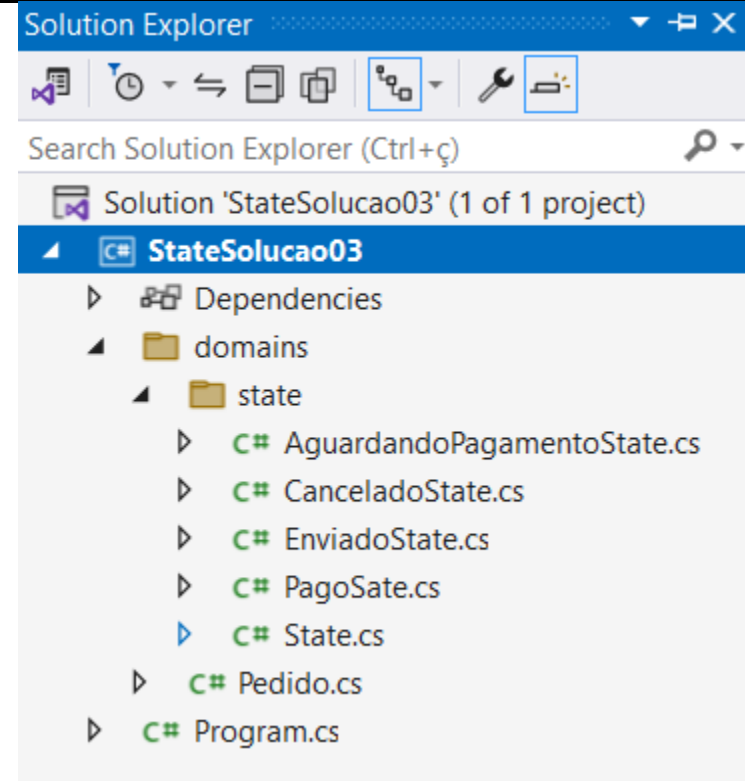 Solution Explorer
Search Solution Explorer (Ctrl+ç)
Solution 'StateSolucao03' (1 of 1 project)
C# StateSolucao03
Dependencies
domains
state
C# AguardandoPagamentoState.cs
C# CanceladoState.cs
C# EnviadoState.cs
C# PagoSate.cs
C# State.cs
C# Pedido.cs
C# Program.cs